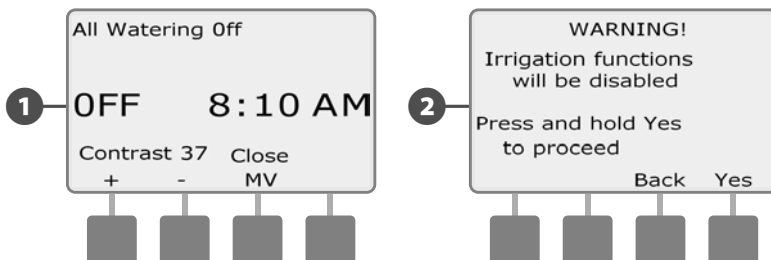 All Watering Off
1
OFF 8:10 AM
Contrast 37 Close
+ - MV
WARNING!
Irrigation functions
will be disabled
2
Press and hold Yes
to proceed
Back Yes